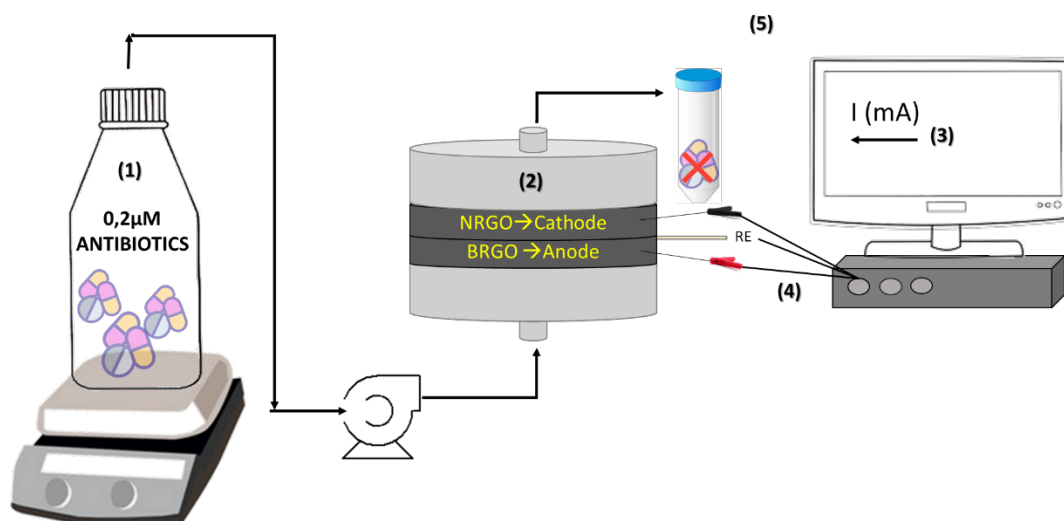 (1)
0,2µM
ANTIBIOTICS
(2)
NRGO→Cathode
BRGO →Anode
RE
(5)
I (mA)
(3)
(4)